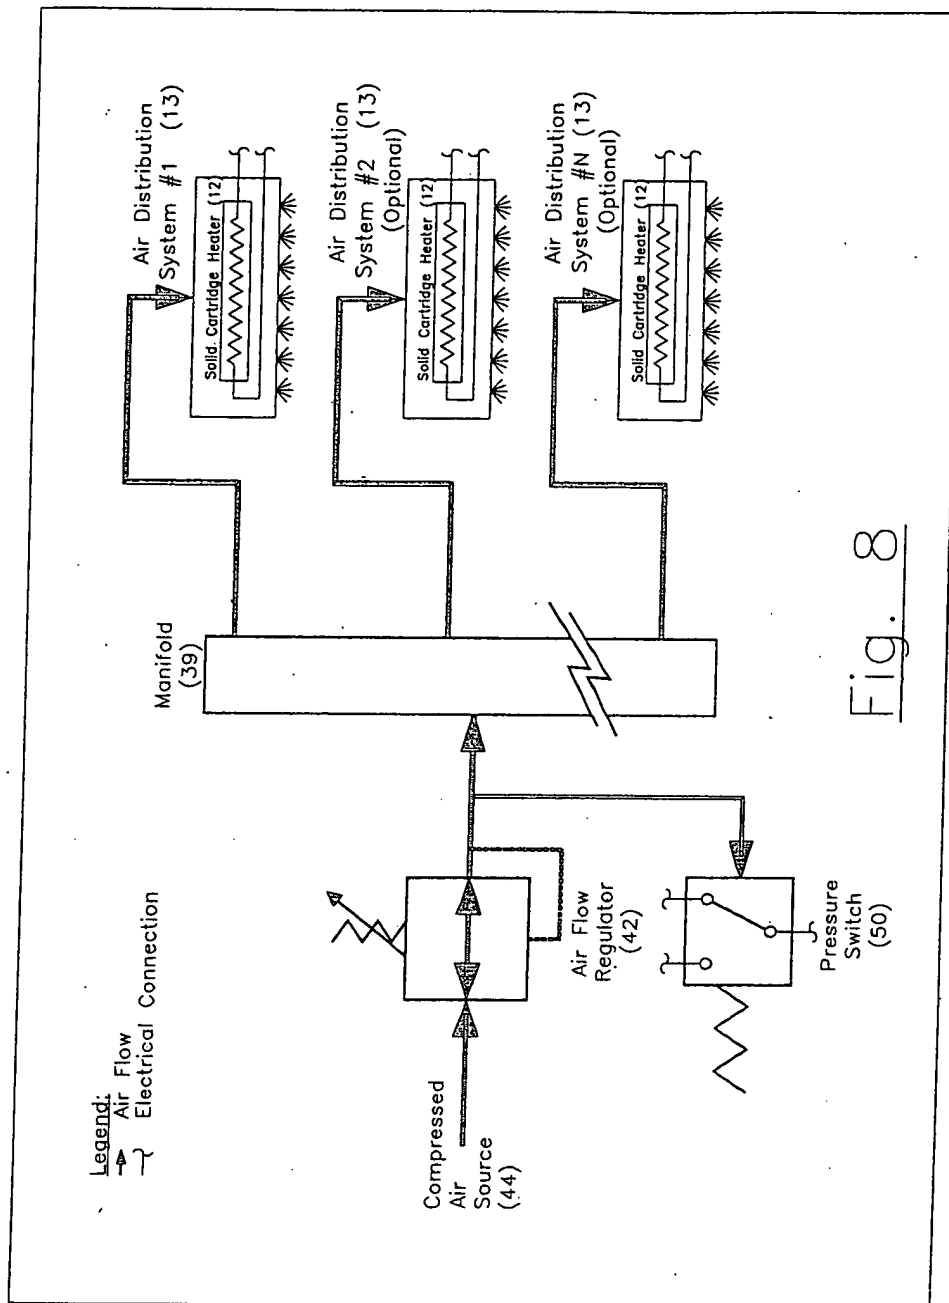 Legend:
Air Flow
Electrical Connection
Compressed
Air
Source
(44)
Air Flow
Regulator
(42)
Pressure
Switch
(50)
Manifold
(39)
Air Distribution
System #1 (13)
Solid Cartridge Heater (12)
Air Distribution
System #2 (13)
(Optional)
Solid Cartridge Heater (12)
Air Distribution
System #N (13)
(Optional)
Solid Cartridge Heater (12)
Fig. 8